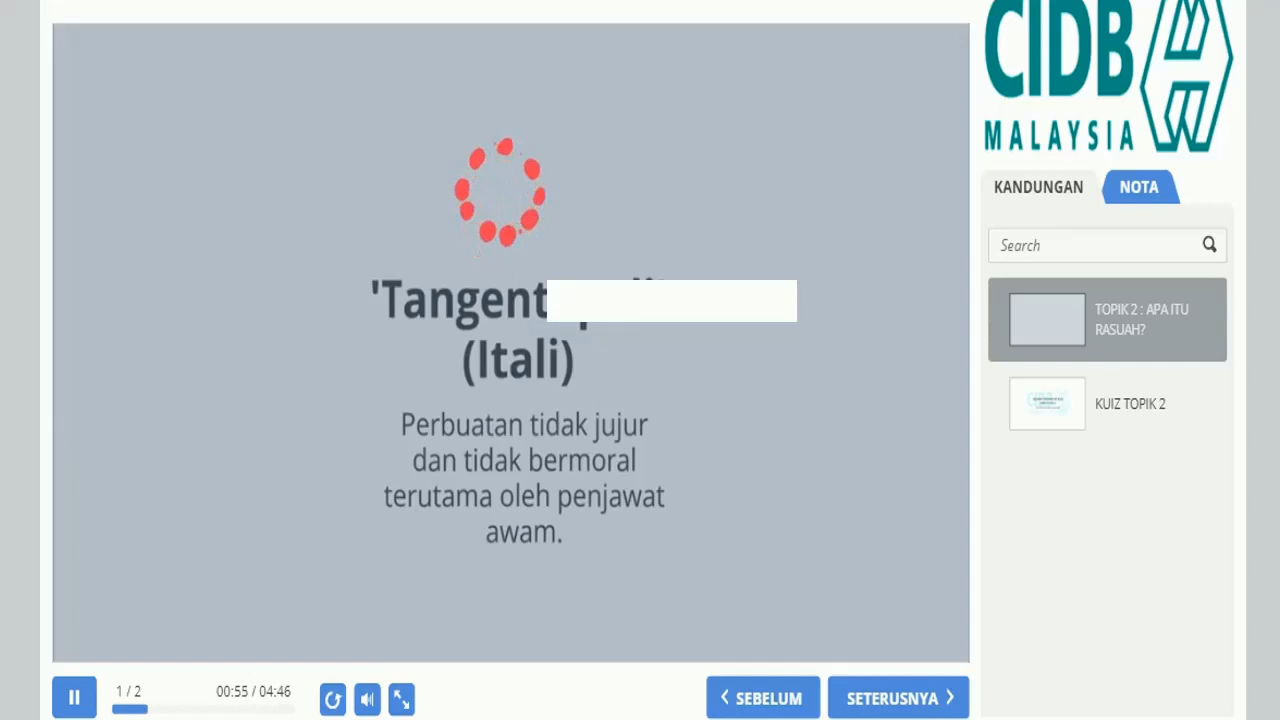 CIDB
MALAYSIA
KANDUNGAN
NOTA
Search
TOPIK 2 : APA ITU
RASUAH?
KUIZ TOPIK 2
(Itali)
Perbuatan tidak jujur
dan tidak bermoral
terutama oleh penjawat
awam.
1 / 2
00:55 / 04:46
SEBELUM
SETERUSNYA